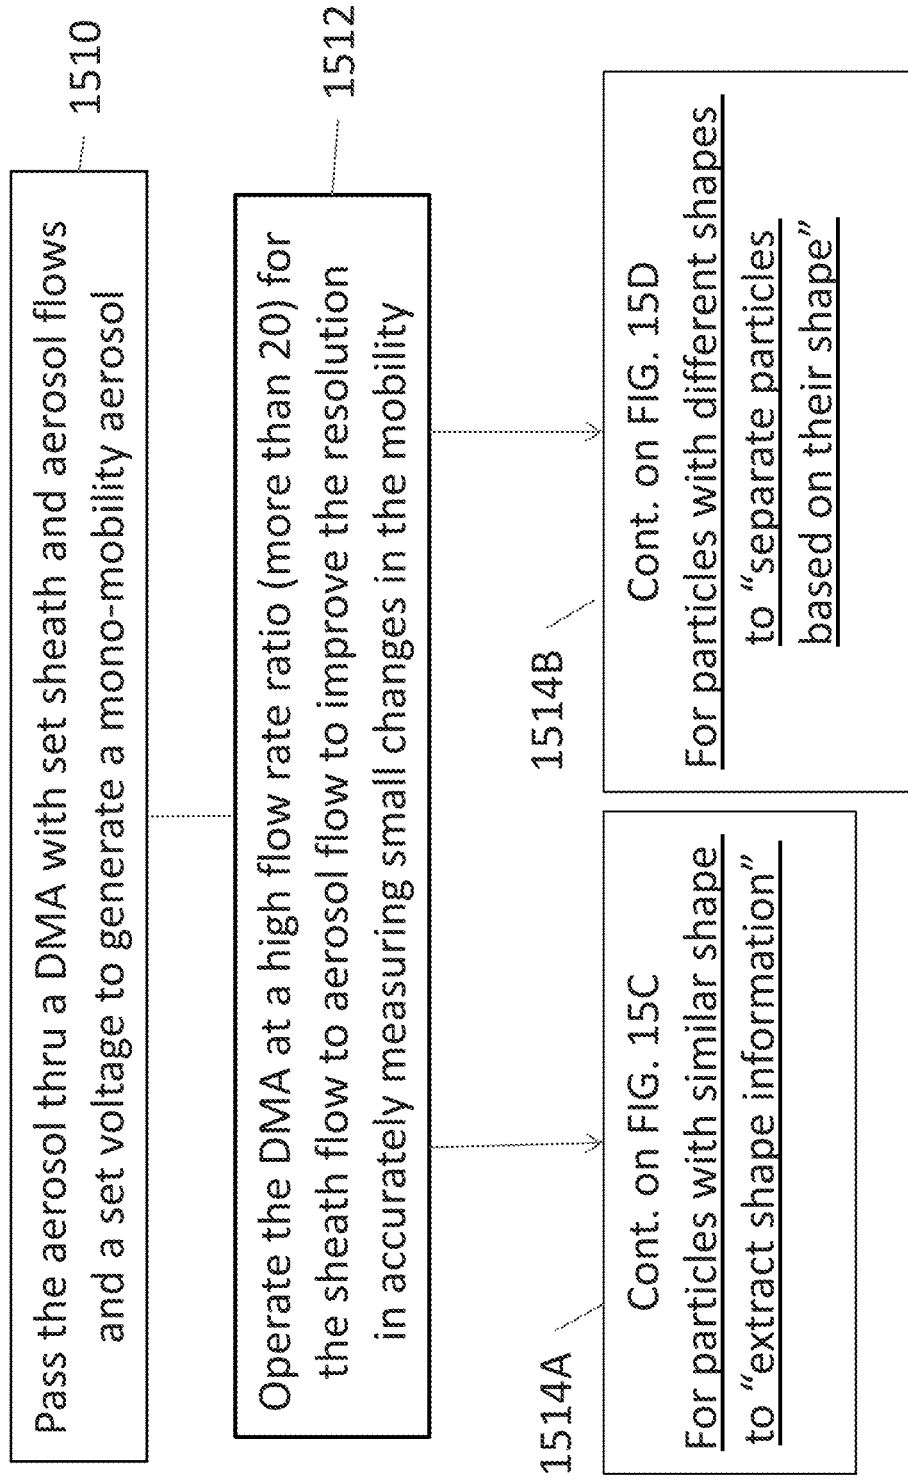 Pass the aerosol thru a DMA with set sheath and aerosol flows
and a set voltage to generate a mono-mobility aerosol
1510
Operate the DMA at a high flow rate ratio (more than 20) for
the sheath flow to aerosol flow to improve the resolution
in accurately measuring small changes in the mobility
1512
1514A
Cont. on FIG. 15C
For particles with similar shape
to “extract shape information”
1514B
Cont. on FIG. 15D
For particles with different shapes
to “separate particles
based on their shape”